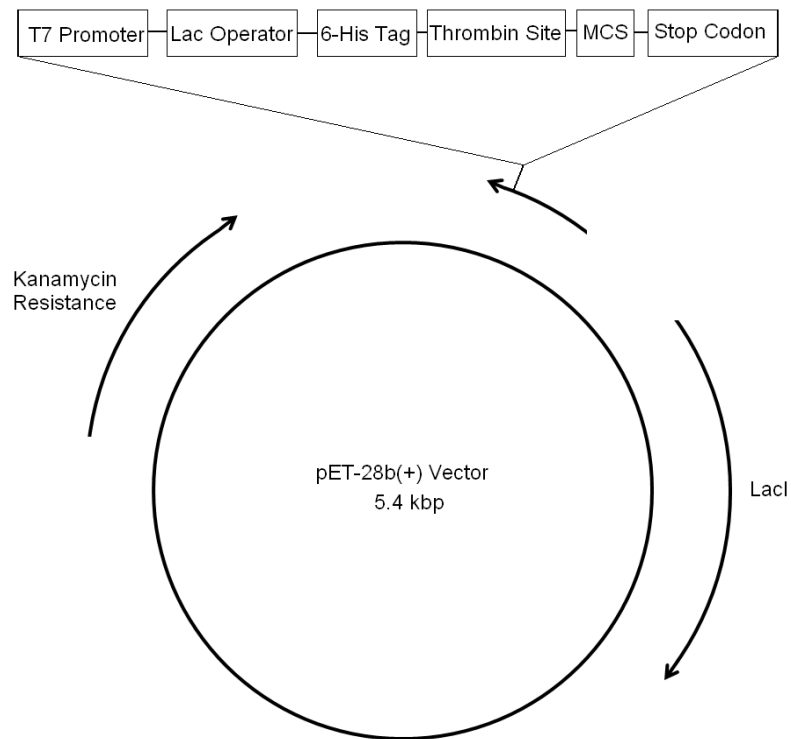 T7 Promoter
Lac Operator
6-His Tag
Thrombin Site
MCS
Stop Codon
Kanamycin
Resistance
pET-28b(+) Vector
5.4 kbp
LacI